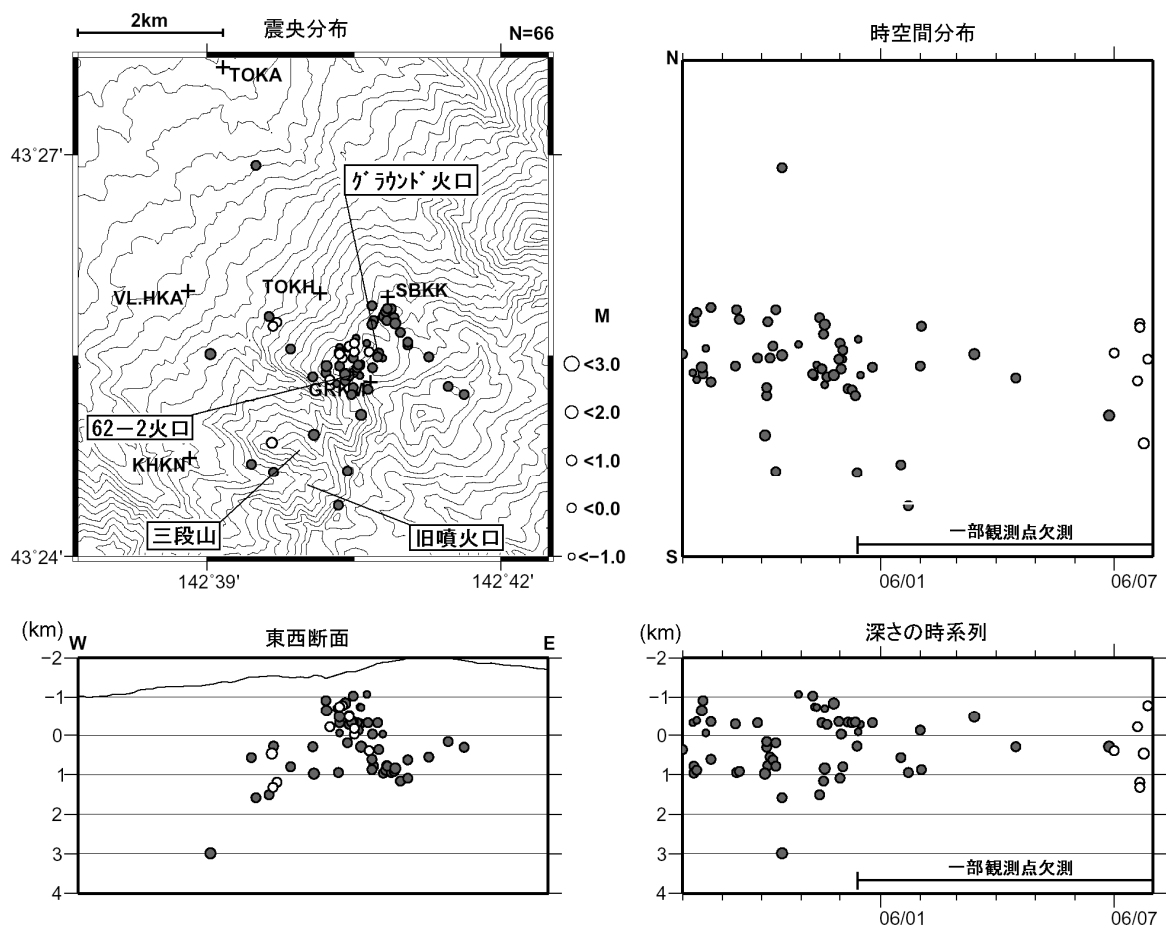 2km
震央分布
N=66
時空間分布
TOKA
N
43°27'
ｸﾞﾗｳﾝﾄﾞ火口
VL.HKA
TOKH
SBKK
M
<3.0
62−2火口
<2.0
KHKN
<1.0
<0.0
三段山
旧噴火口
一部観測点欠測
43°24'
<−1.0
S
142°39'
142°42'
06/01
06/07
(km)
W
東西断面
E
(km)
深さの時系列
−2
−1
0
1
2
3
4
−2
−1
0
1
2
3
4
一部観測点欠測
06/01
06/07